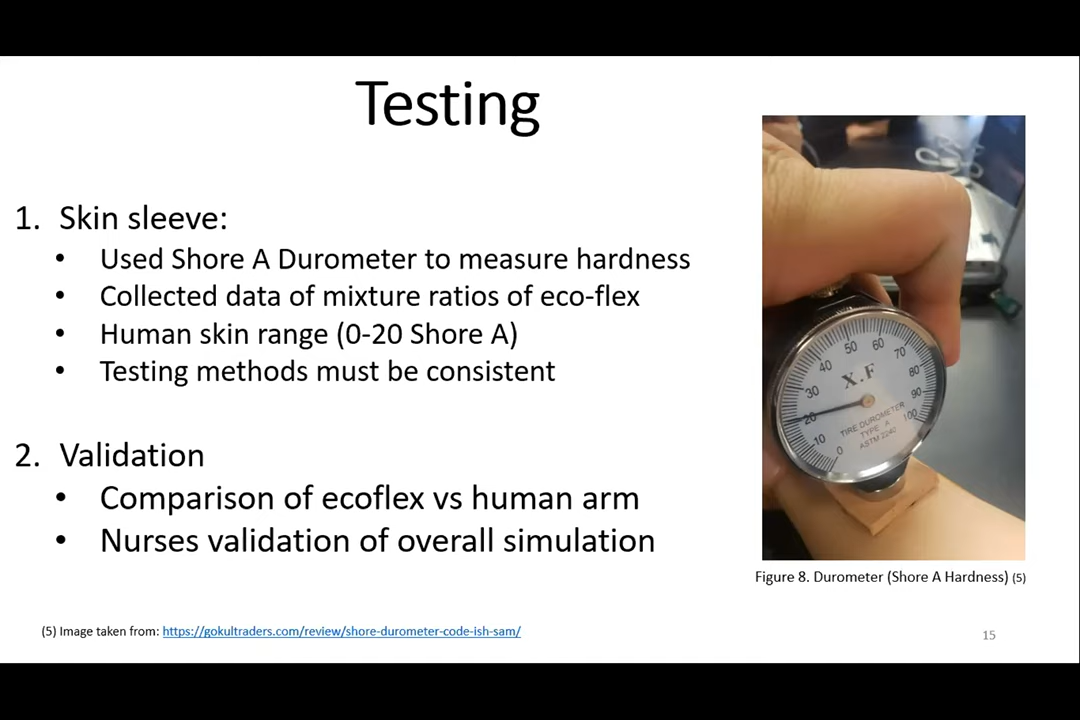 Testing
1. Skin sleeve:
• Used Shore A Durometer to measure hardness
• Collected data of mixture ratios of eco-flex
• Human skin range (0-20 Shore A)
• Testing methods must be consistent
2. Validation
• Comparison of ecoflex vs human arm
• Nurses validation of overall simulation
0 10 20 30 40 50 60 70 80 90 100
X.F
TIRE DUROMETER
TYPE A
ASTM 2240
Figure 8. Durometer (Shore A Hardness) (5)
(5) Image taken from: https://gokultraders.com/review/shore-durometer-code-ish-sam/
15